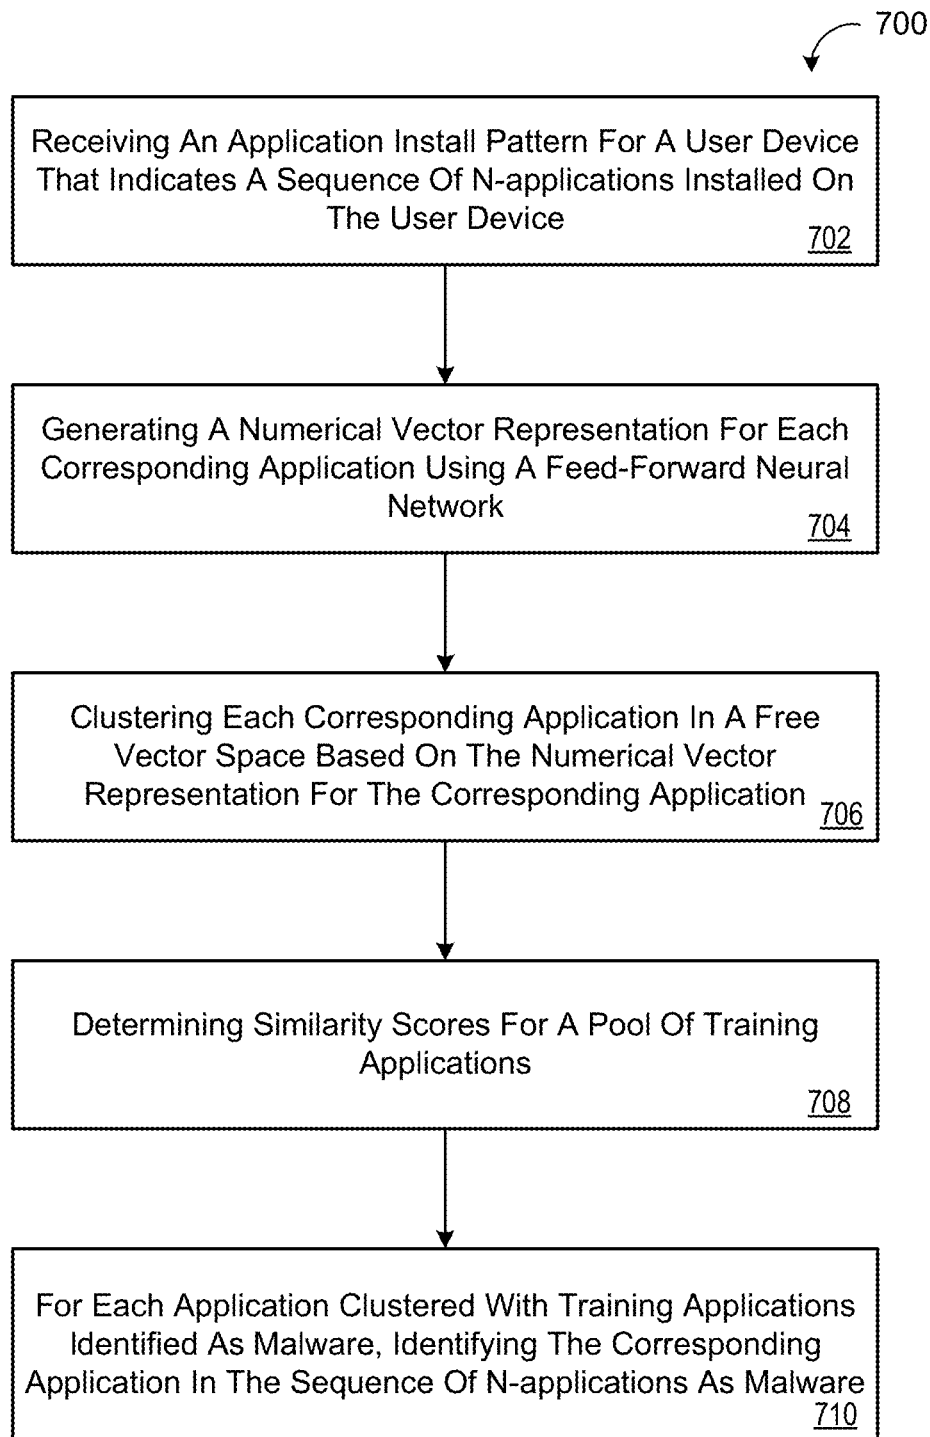 700
Receiving An Application Install Pattern For A User Device
That Indicates A Sequence Of N-applications Installed On
The User Device
702
Generating A Numerical Vector Representation For Each
Corresponding Application Using A Feed-Forward Neural
Network
704
Clustering Each Corresponding Application In A Free
Vector Space Based On The Numerical Vector
Representation For The Corresponding Application
706
Determining Similarity Scores For A Pool Of Training
Applications
708
For Each Application Clustered With Training Applications
Identified As Malware, Identifying The Corresponding
Application In The Sequence Of N-applications As Malware
710